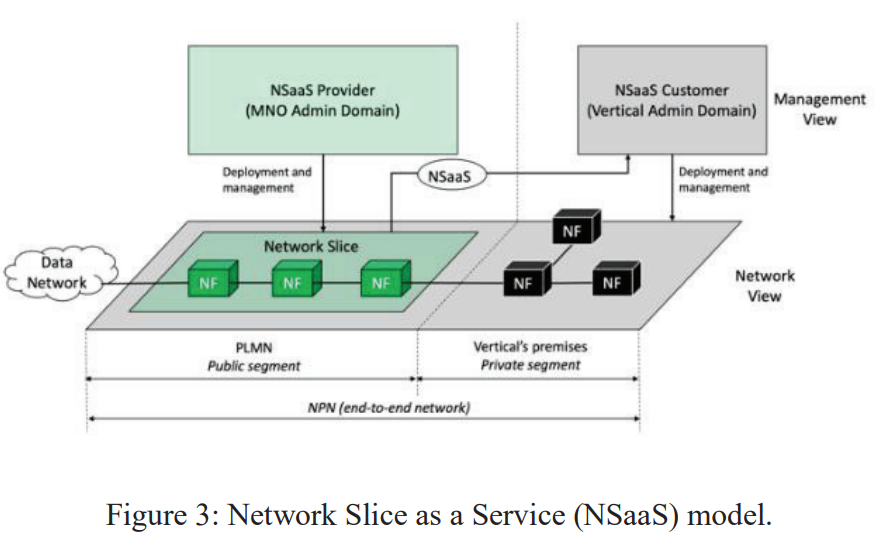 NSaaS Provider
(MNO Admin Domain)
NSaaS Customer
(Vertical Admin Domain)
Management
View
Deployment and
management
NSaaS
Deployment and
management
Network Slice
NF
NF
NF
NF
NF
NF
Data
Network
Network
View
PLMN
Public segment
Vertical's premises
Private segment
NPN (end-to-end network)
Figure 3: Network Slice as a Service (NSaaS) model.